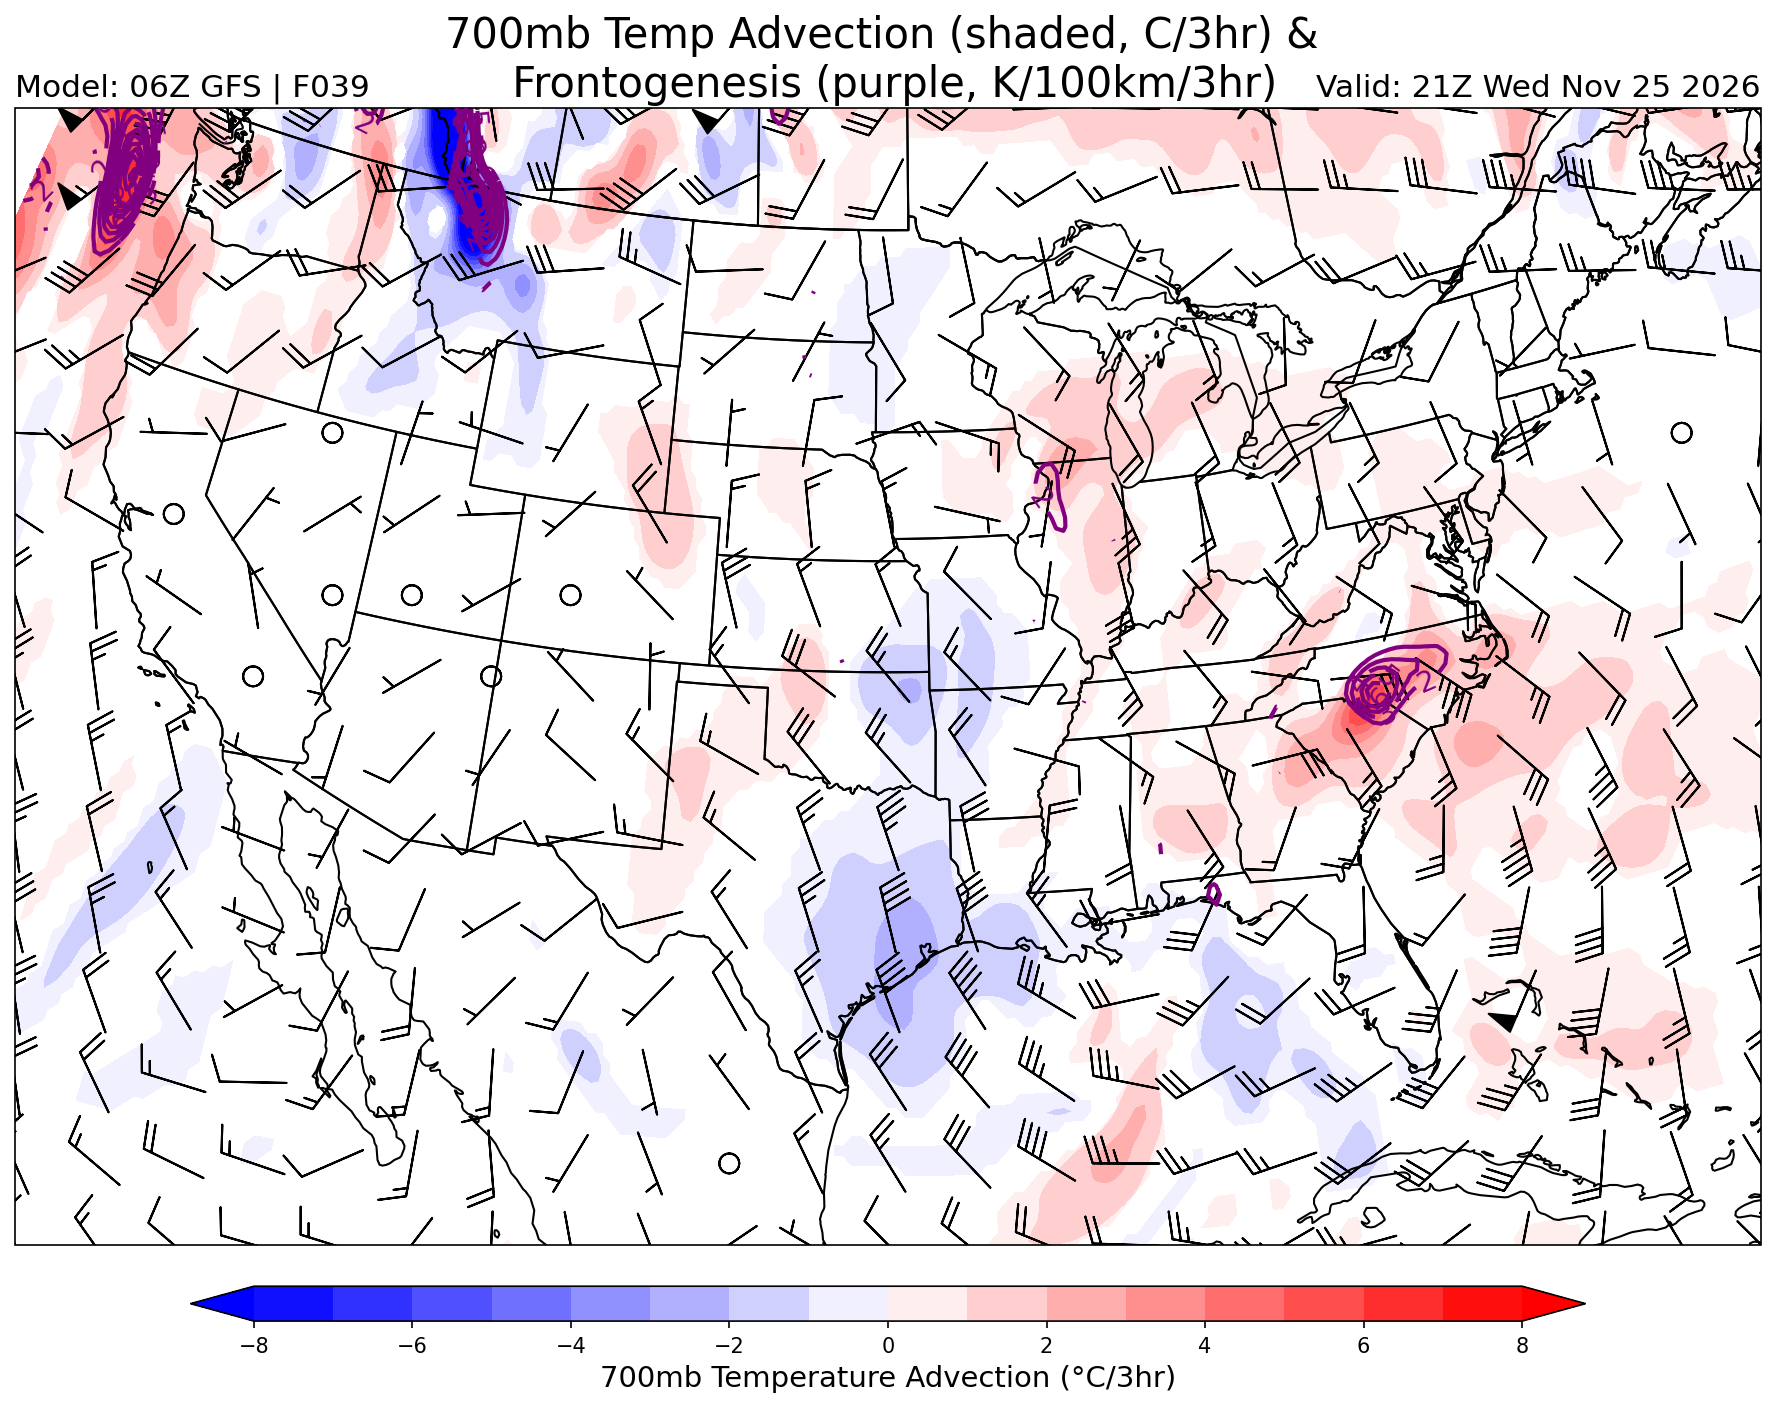 700mb Temp Advection (shaded, C/3hr) &
Model: 06Z GFS | F039
Frontogenesis (purple, K/100km/3hr)
Valid: 21Z Wed Nov 25 2026
2
−8 −6 −4 −2 0 2 4 6 8
700mb Temperature Advection (°C/3hr)